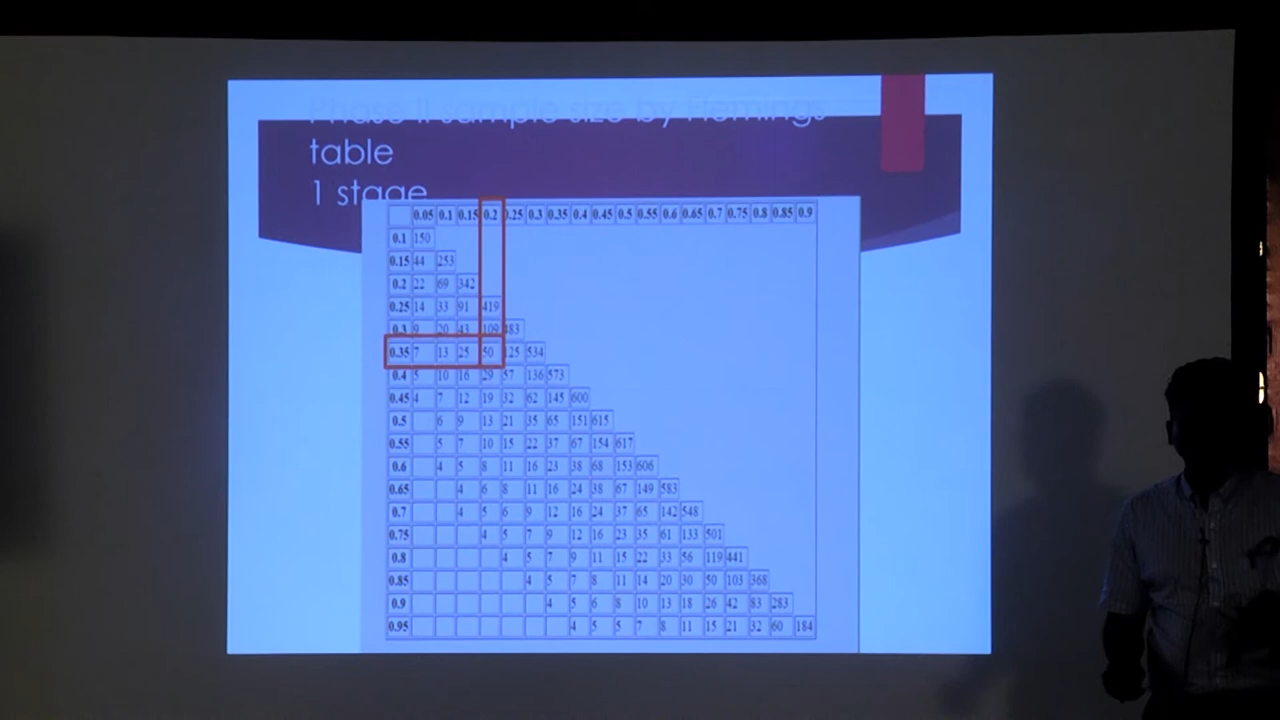 Phase II sample size by Flemings
table
1 stage
0.05 0.1 0.15 0.2 0.25 0.3 0.35 0.4 0.45 0.5 0.55 0.6 0.65 0.7 0.75 0.8 0.85 0.9
0.1 150
0.15 44 253
0.2 22 69 342
0.25 14 33 91 419
0.3 9 20 43 109 483
0.35 7 13 25 50 125 534
0.4 5 10 16 29 57 136 573
0.45 4 7 12 19 32 62 145 600
0.5 6 9 13 21 35 65 151 615
0.55 5 7 10 15 22 37 67 154 617
0.6 4 5 8 11 16 23 38 68 153 606
0.65 4 6 8 11 16 24 38 67 149 583
0.7 4 5 6 9 12 16 24 37 65 142 548
0.75 4 5 7 9 12 16 23 35 61 133 501
0.8 4 5 7 9 11 15 22 33 56 119 441
0.85 4 5 7 8 11 14 20 30 50 103 368
0.9 4 5 6 8 10 13 18 26 42 83 283
0.95 4 5 5 7 8 11 15 21 32 60 184